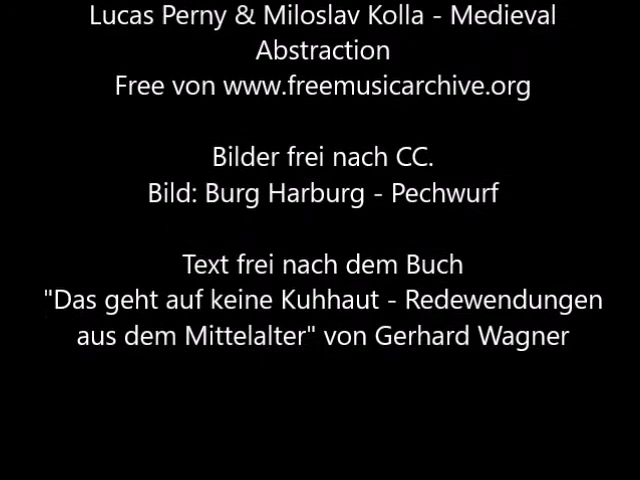 Lucas Perny & Miloslav Kolla - Medieval
Abstraction
Free von www.freemusicarchive.org
Bilder frei nach CC.
Bild: Burg Harburg - Pechwurf
Text frei nach dem Buch
"Das geht auf keine Kuhhaut - Redewendungen
aus dem Mittelalter" von Gerhard Wagner